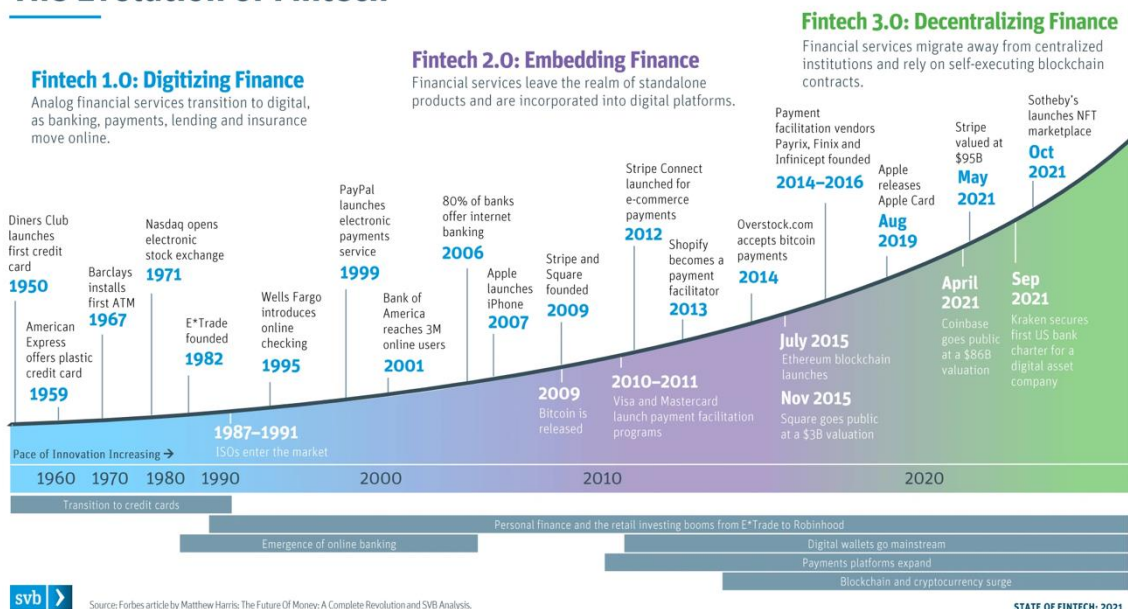 The Evolution of Fintech
Fintech 1.0: Digitizing Finance
Analog financial services transition to digital,
as banking, payments, lending and insurance
move online.
Fintech 2.0: Embedding Finance
Financial services leave the realm of standalone
products and are incorporated into digital platforms.
Fintech 3.0: Decentralizing Finance
Financial services migrate away from centralized
institutions and rely on self-executing blockchain
contracts.
Diners Club
launches
first credit
card
1950
American
Express
offers plastic
credit card
1959
Barclays
installs
first ATM
1967
Nasdaq opens
electronic
stock exchange
1971
E*Trade
founded
1982
1987–1991
ISOs enter the market
Wells Fargo
introduces
online
checking
1995
PayPal
launches
electronic
payments
service
1999
Bank of
America
reaches 3M
online users
2001
80% of banks
offer internet
banking
2006
Apple
launches
iPhone
2007
Stripe and
Square
founded
2009
2009
Bitcoin is
released
2010–2011
Visa and Mastercard
launch payment facilitation
programs
Stripe Connect
launched for
e-commerce
payments
2012
Shopify
becomes a
payment
facilitator
2013
Overstock.com
accepts bitcoin
payments
2014
Payment
facilitation vendors
Payrix, Finix and
Infinicept founded
2014–2016
July 2015
Ethereum blockchain
launches
Nov 2015
Square goes public
at a $3B valuation
Apple
releases
Apple Card
Aug
2019
April
2021
Coinbase
goes public
at a $86B
valuation
Stripe
valued at
$95B
May
2021
Sep
2021
Kraken secures
first US bank
charter for a
digital asset
company
Sotheby's
launches NFT
marketplace
Oct
2021
Pace of Innovation Increasing →
1960 1970 1980 1990 2000 2010 2020
Transition to credit cards
Personal finance and the retail investing booms from E*Trade to Robinhood
Emergence of online banking
Digital wallets go mainstream
Payments platforms expand
Blockchain and cryptocurrency surge
svb
Source: Forbes article by Matthew Harris: The Future Of Money: A Complete Revolution and SVB Analysis.
STATE OF FINTECH: 2021